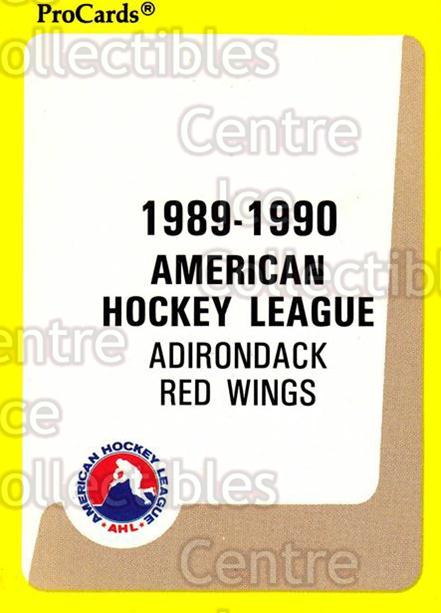 ProCards®
Collectibles
Centre
1989-1990
Ice
AMERICAN
Collectibles
HOCKEY LEAGUE
Centre
ADIRONDACK
RED WINGS
Ice
AMERICAN HOCKEY LEAGUE
AHL
Collectibles
Centre